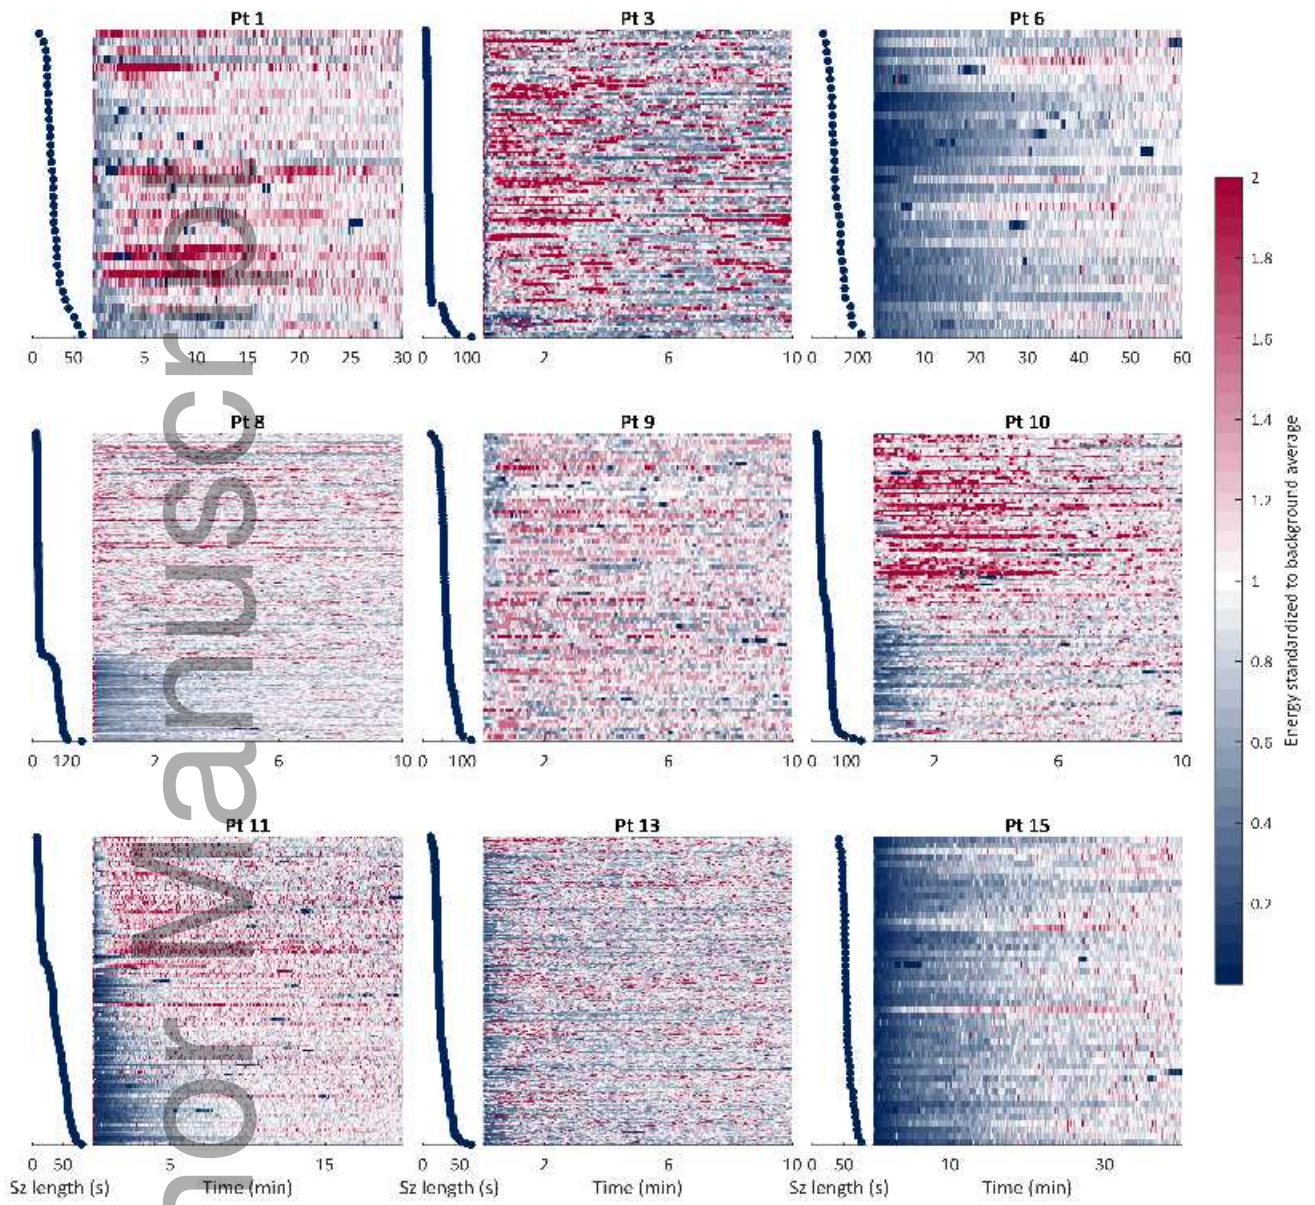 Pt 1 Pt 3 Pt 6
0 50 5 10 15 20 25 30 0 100 2 6 10 0 200 10 20 30 40 50 60
Pt 8 Pt 9 Pt 10
0 120 2 6 10 0 100 2 6 10 0 100 2 6 10
Pt 11 Pt 13 Pt 15
0 50 5 15 0 50 2 6 10 0 50 10 30
Sz length (s) Time (min) Sz length (s) Time (min) Sz length (s) Time (min)
2
1.8
1.6
1.4
1.2
1
0.8
0.6
0.4
0.2
Energy standardized to background average
or Manuscript